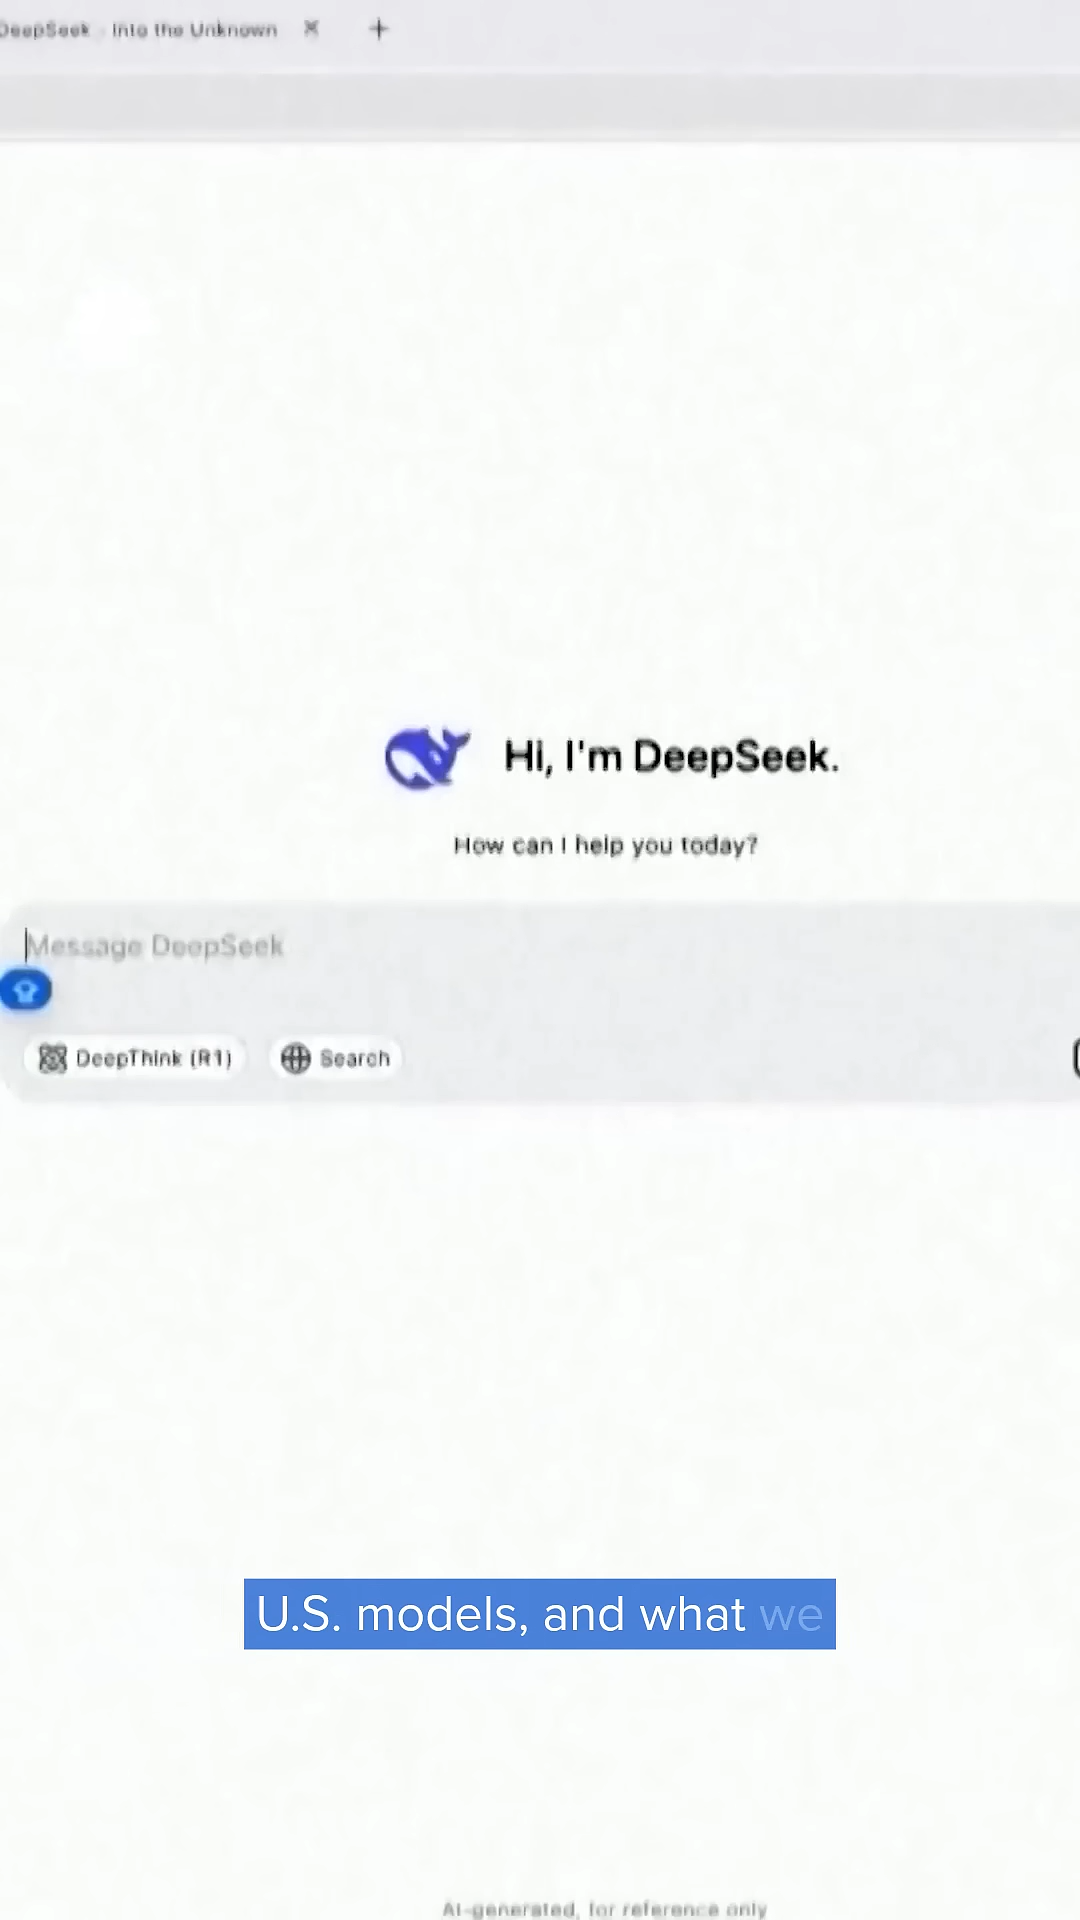 DeepSeek - Into the Unknown
Hi, I'm DeepSeek.
How can I help you today?
Message DeepSeek
DeepThink (R1)
Search
U.S. models, and what we
AI-generated, for reference only